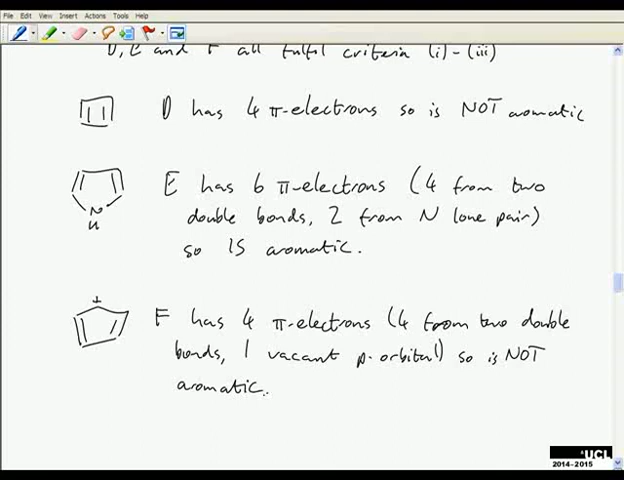 File Edit View Insert Actions Tools Help
D, E and F all fulfil criteria (i)-(iii)
D has 4 π-electrons so is NOT aromatic
E has 6 π-electrons (4 from two
double bonds, 2 from N lone pair)
so IS aromatic.
N
H
+
F has 4 π-electrons (4 from two double
bonds, 1 vacant p-orbital) so is NOT
aromatic.
UCL
2014-2015